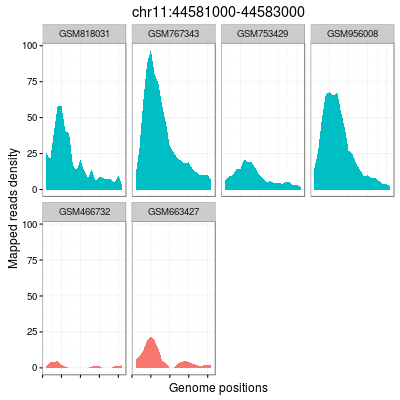 chr11:44581000-44583000
GSM818031 GSM767343 GSM753429 GSM956008
100
75
50
25
0
GSM466732 GSM663427
100
75
50
25
0
Mapped reads density
Genome positions